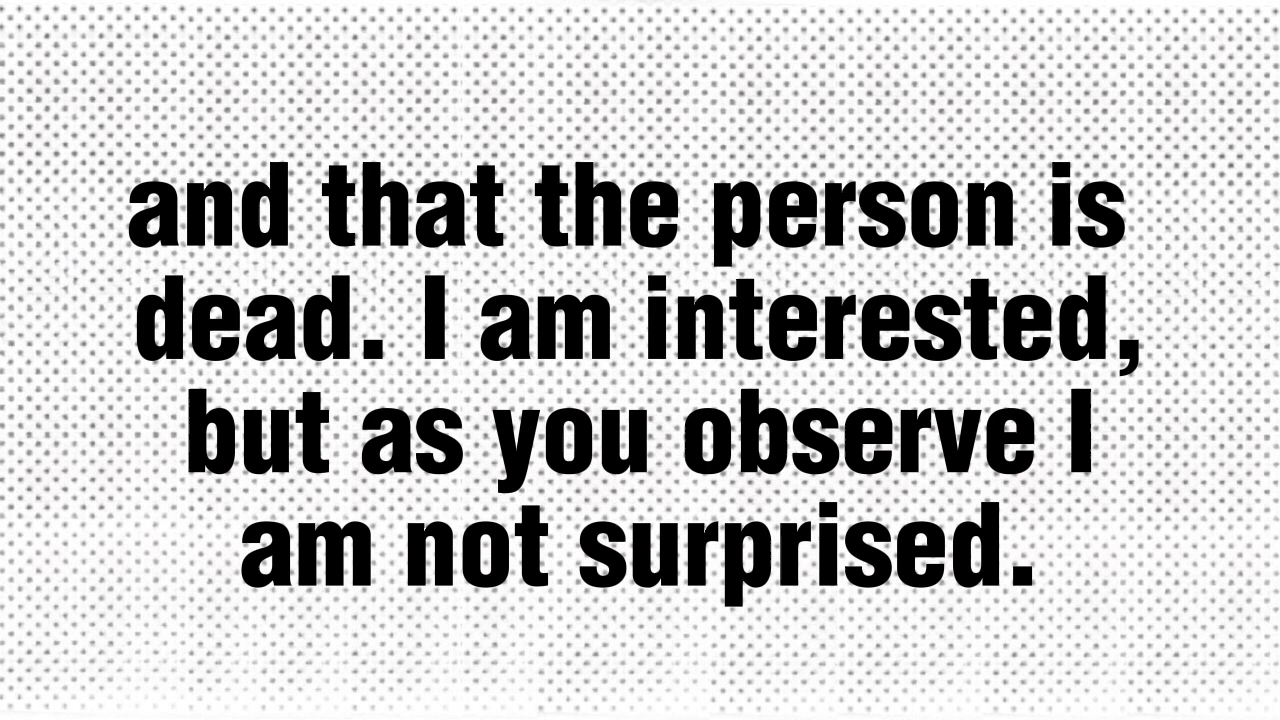 and that the person is
dead. I am interested,
but as you observe I
am not surprised.